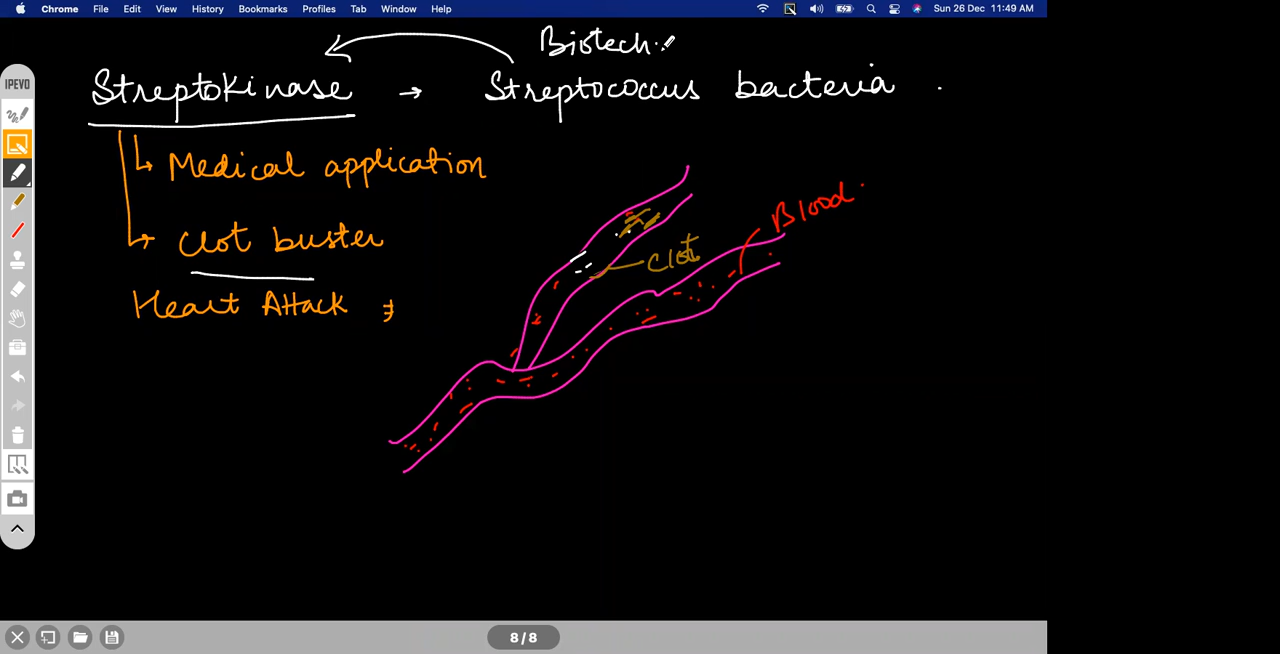 Chrome File Edit View History Bookmarks Profiles Tab Window Help Sun 26 Dec 11:49 AM
IPEVO
Biotech.
Streptokinase → Streptococcus bacteria .
Medical application
Clot buster
Heart Attack
Blood
Clot
8/8